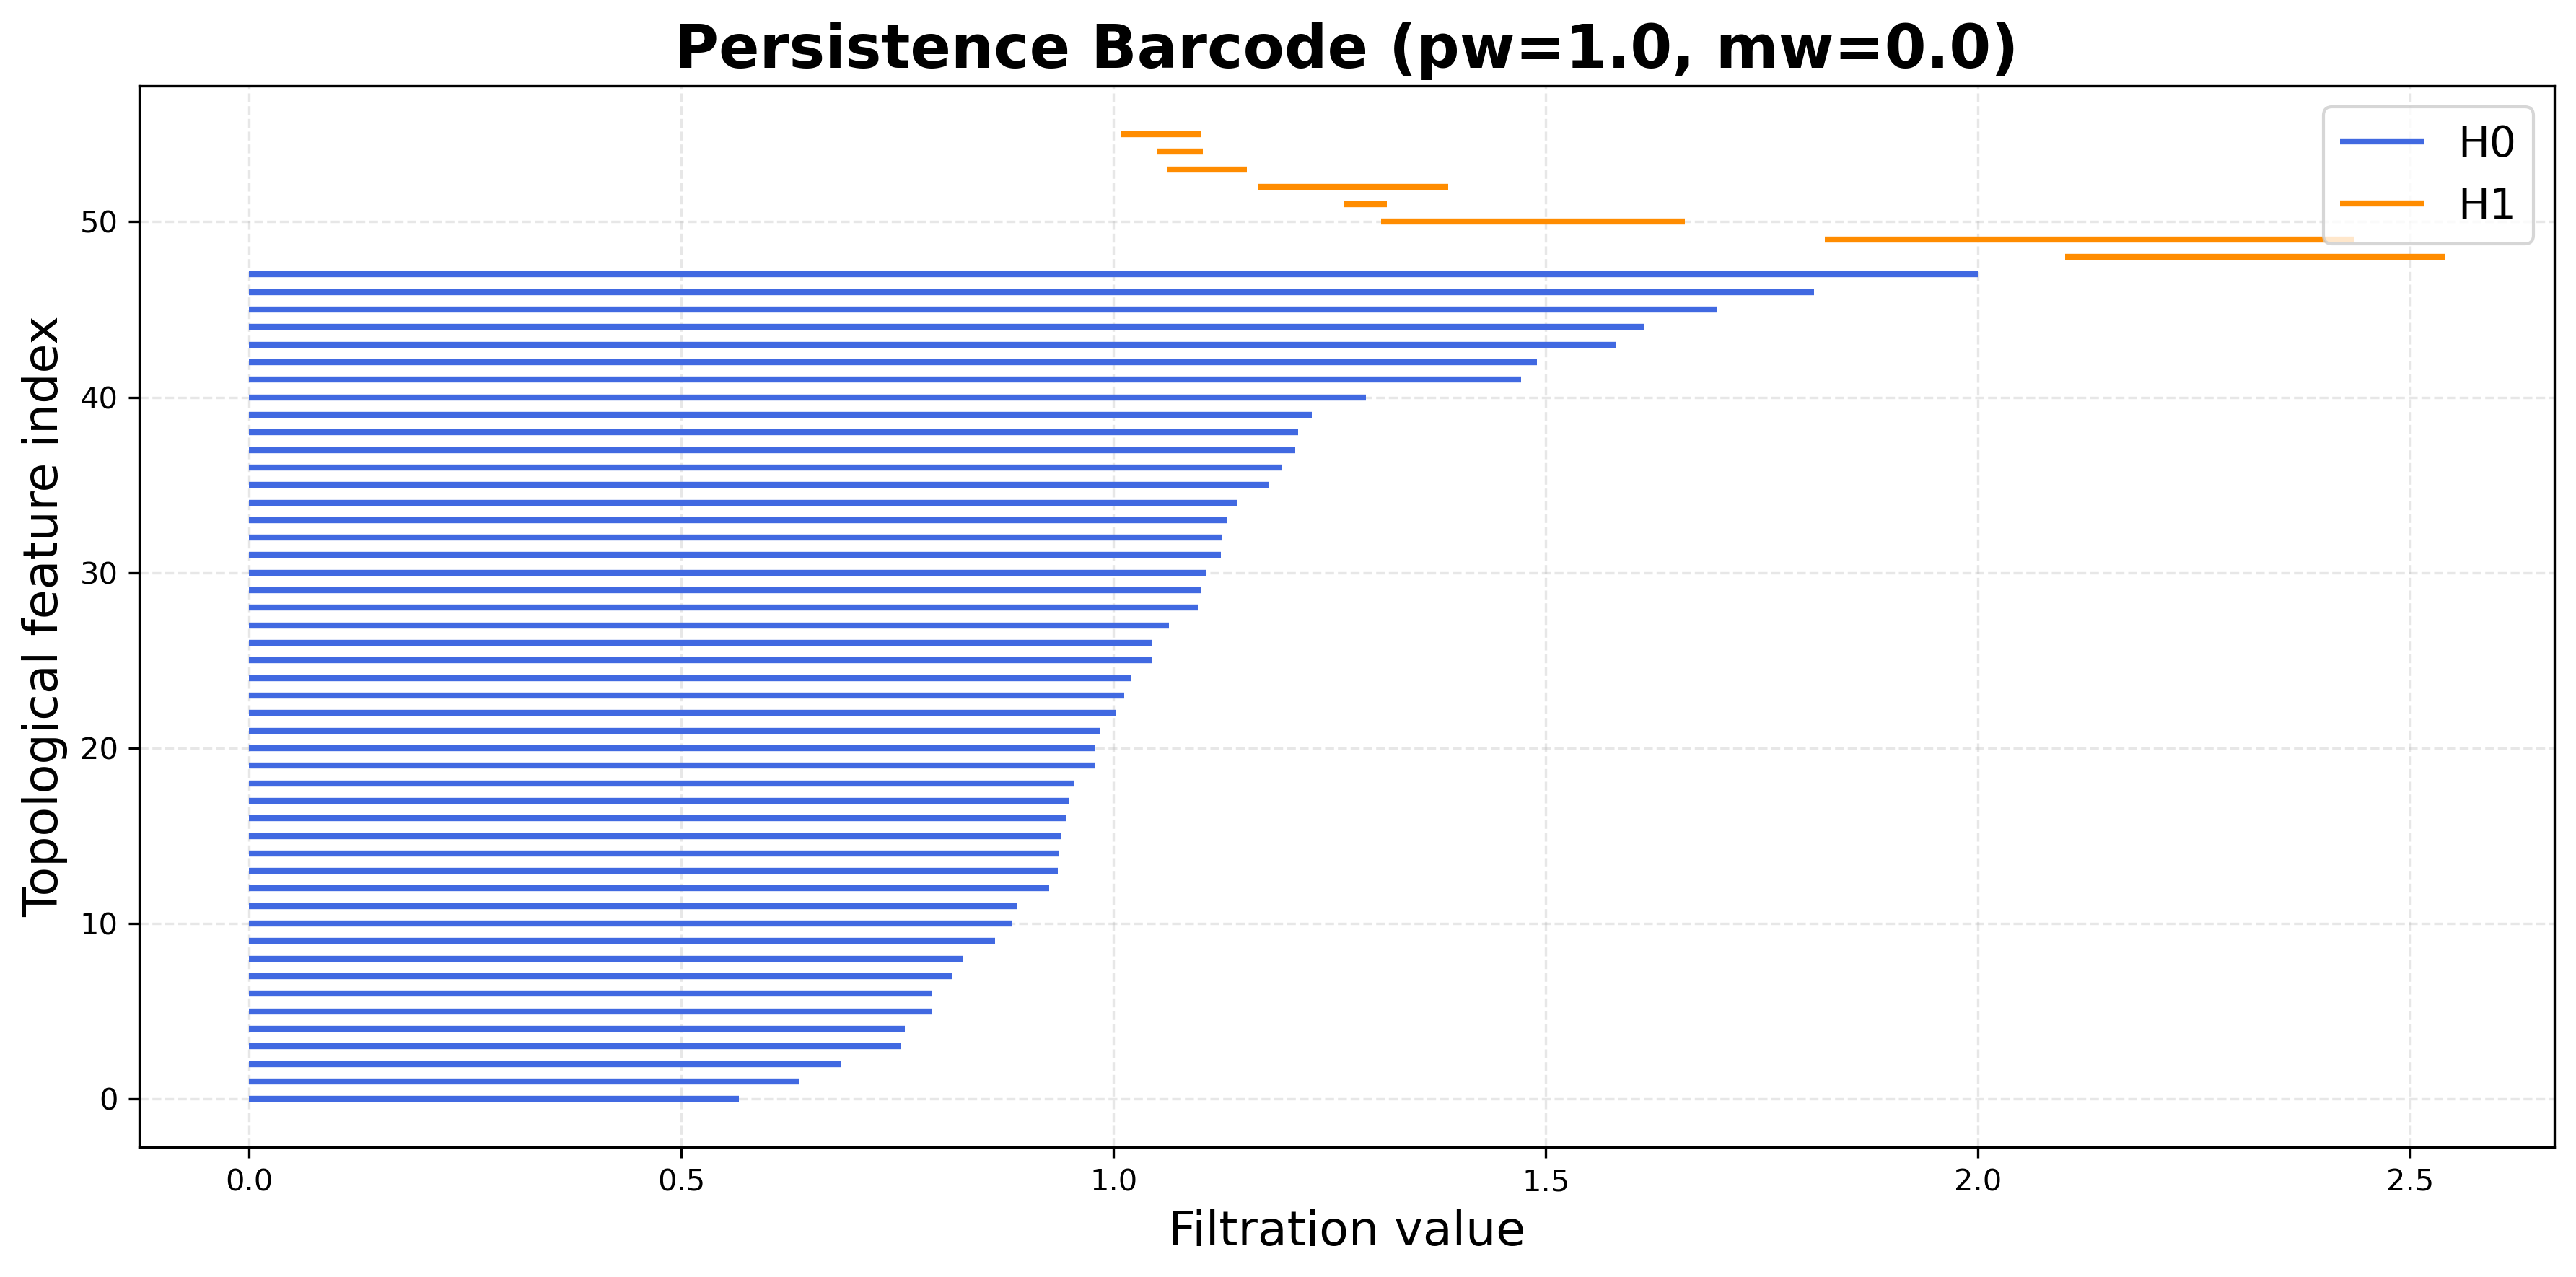 Persistence Barcode (pw=1.0, mw=0.0)
H0
H1
Topological feature index
50
40
30
20
10
0
0.0 0.5 1.0 1.5 2.0 2.5
Filtration value